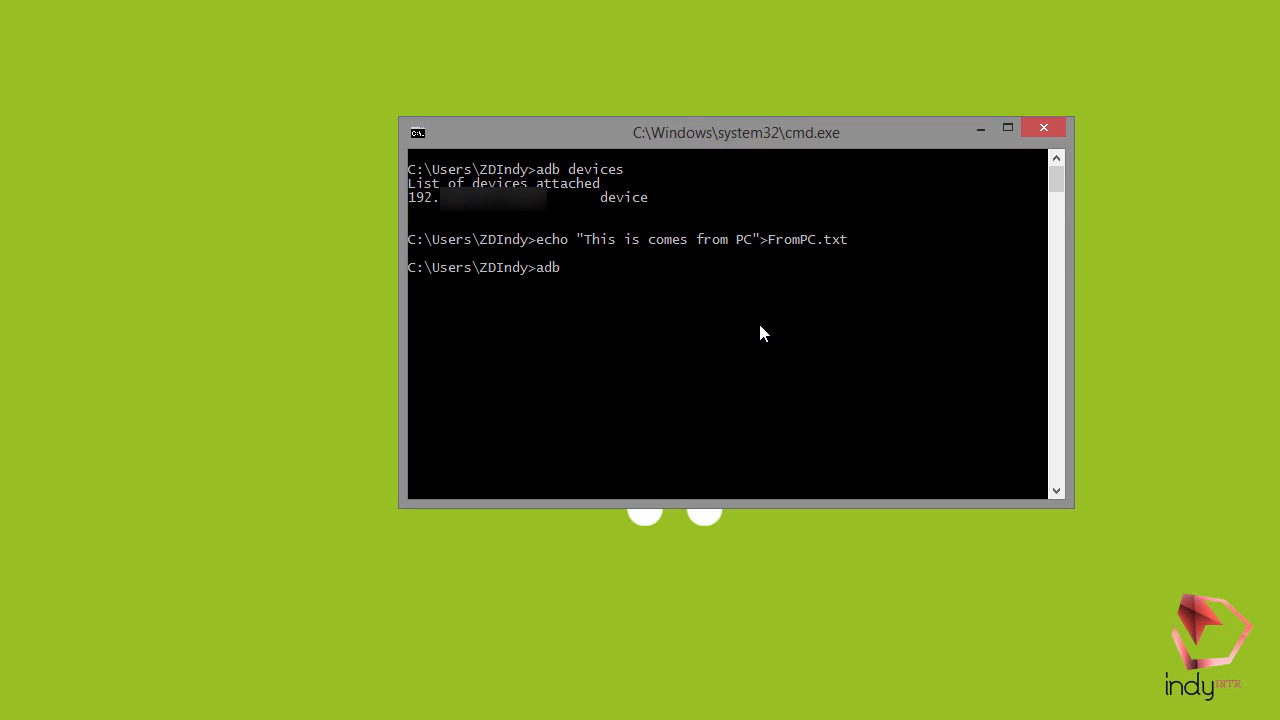 C:\Windows\system32\cmd.exe
C:\Users\ZDIndy>adb devices
List of devices attached
192. device
C:\Users\ZDIndy>echo "This is comes from PC">FromPC.txt
C:\Users\ZDIndy>adb
indy INTR